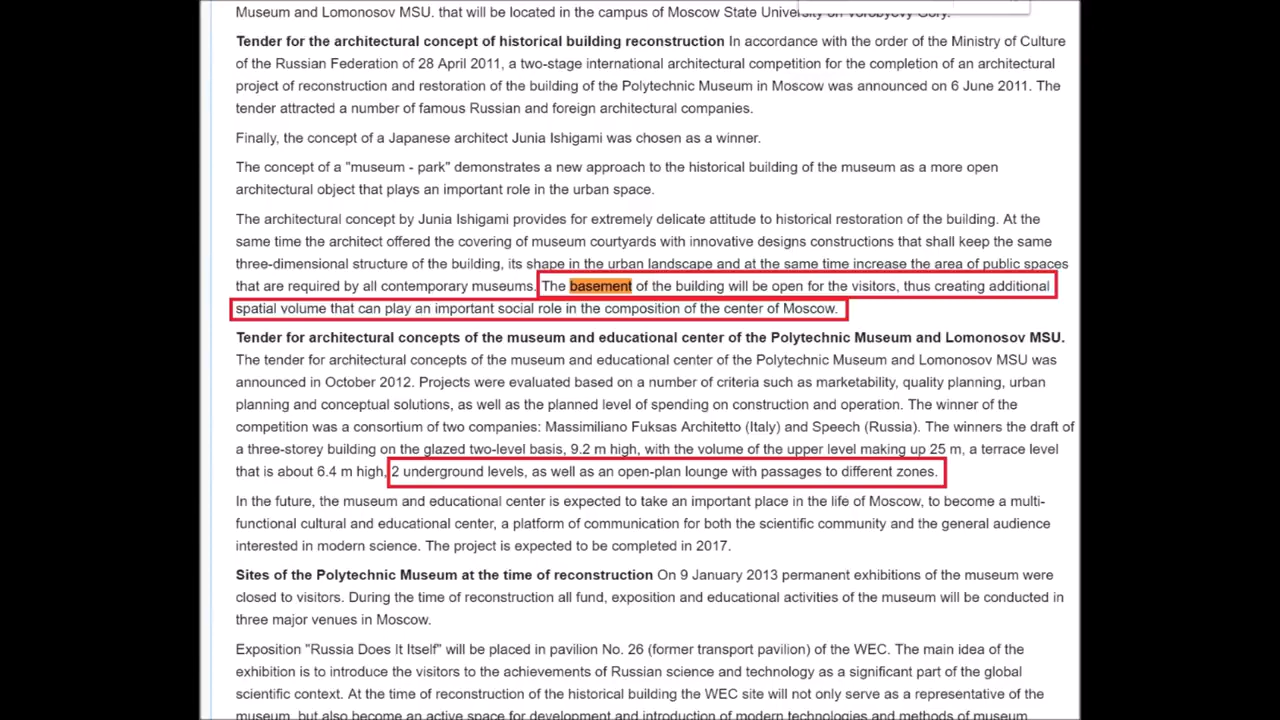 Museum and Lomonosov MSU. that will be located in the campus of Moscow State University on Vorobyevy Gory.
Tender for the architectural concept of historical building reconstruction In accordance with the order of the Ministry of Culture
of the Russian Federation of 28 April 2011, a two-stage international architectural competition for the completion of an architectural
project of reconstruction and restoration of the building of the Polytechnic Museum in Moscow was announced on 6 June 2011. The
tender attracted a number of famous Russian and foreign architectural companies.
Finally, the concept of a Japanese architect Junia Ishigami was chosen as a winner.
The concept of a "museum - park" demonstrates a new approach to the historical building of the museum as a more open
architectural object that plays an important role in the urban space.
The architectural concept by Junia Ishigami provides for extremely delicate attitude to historical restoration of the building. At the
same time the architect offered the covering of museum courtyards with innovative designs constructions that shall keep the same
three-dimensional structure of the building, its shape in the urban landscape and at the same time increase the area of public spaces
that are required by all contemporary museums. The basement of the building will be open for the visitors, thus creating additional
spatial volume that can play an important social role in the composition of the center of Moscow.
Tender for architectural concepts of the museum and educational center of the Polytechnic Museum and Lomonosov MSU.
The tender for architectural concepts of the museum and educational center of the Polytechnic Museum and Lomonosov MSU was
announced in October 2012. Projects were evaluated based on a number of criteria such as marketability, quality planning, urban
planning and conceptual solutions, as well as the planned level of spending on construction and operation. The winner of the
competition was a consortium of two companies: Massimiliano Fuksas Architetto (Italy) and Speech (Russia). The winners the draft of
a three-storey building on the glazed two-level basis, 9.2 m high, with the volume of the upper level making up 25 m, a terrace level
that is about 6.4 m high, 2 underground levels, as well as an open-plan lounge with passages to different zones.
In the future, the museum and educational center is expected to take an important place in the life of Moscow, to become a multi-
functional cultural and educational center, a platform of communication for both the scientific community and the general audience
interested in modern science. The project is expected to be completed in 2017.
Sites of the Polytechnic Museum at the time of reconstruction On 9 January 2013 permanent exhibitions of the museum were
closed to visitors. During the time of reconstruction all fund, exposition and educational activities of the museum will be conducted in
three major venues in Moscow.
Exposition "Russia Does It Itself" will be placed in pavilion No. 26 (former transport pavilion) of the WEC. The main idea of the
exhibition is to introduce the visitors to the achievements of Russian science and technology as a significant part of the global
scientific context. At the time of reconstruction of the historical building the WEC site will not only serve as a representative of the
museum, but also become an active space for development and introduction of modern technologies and methods of museum